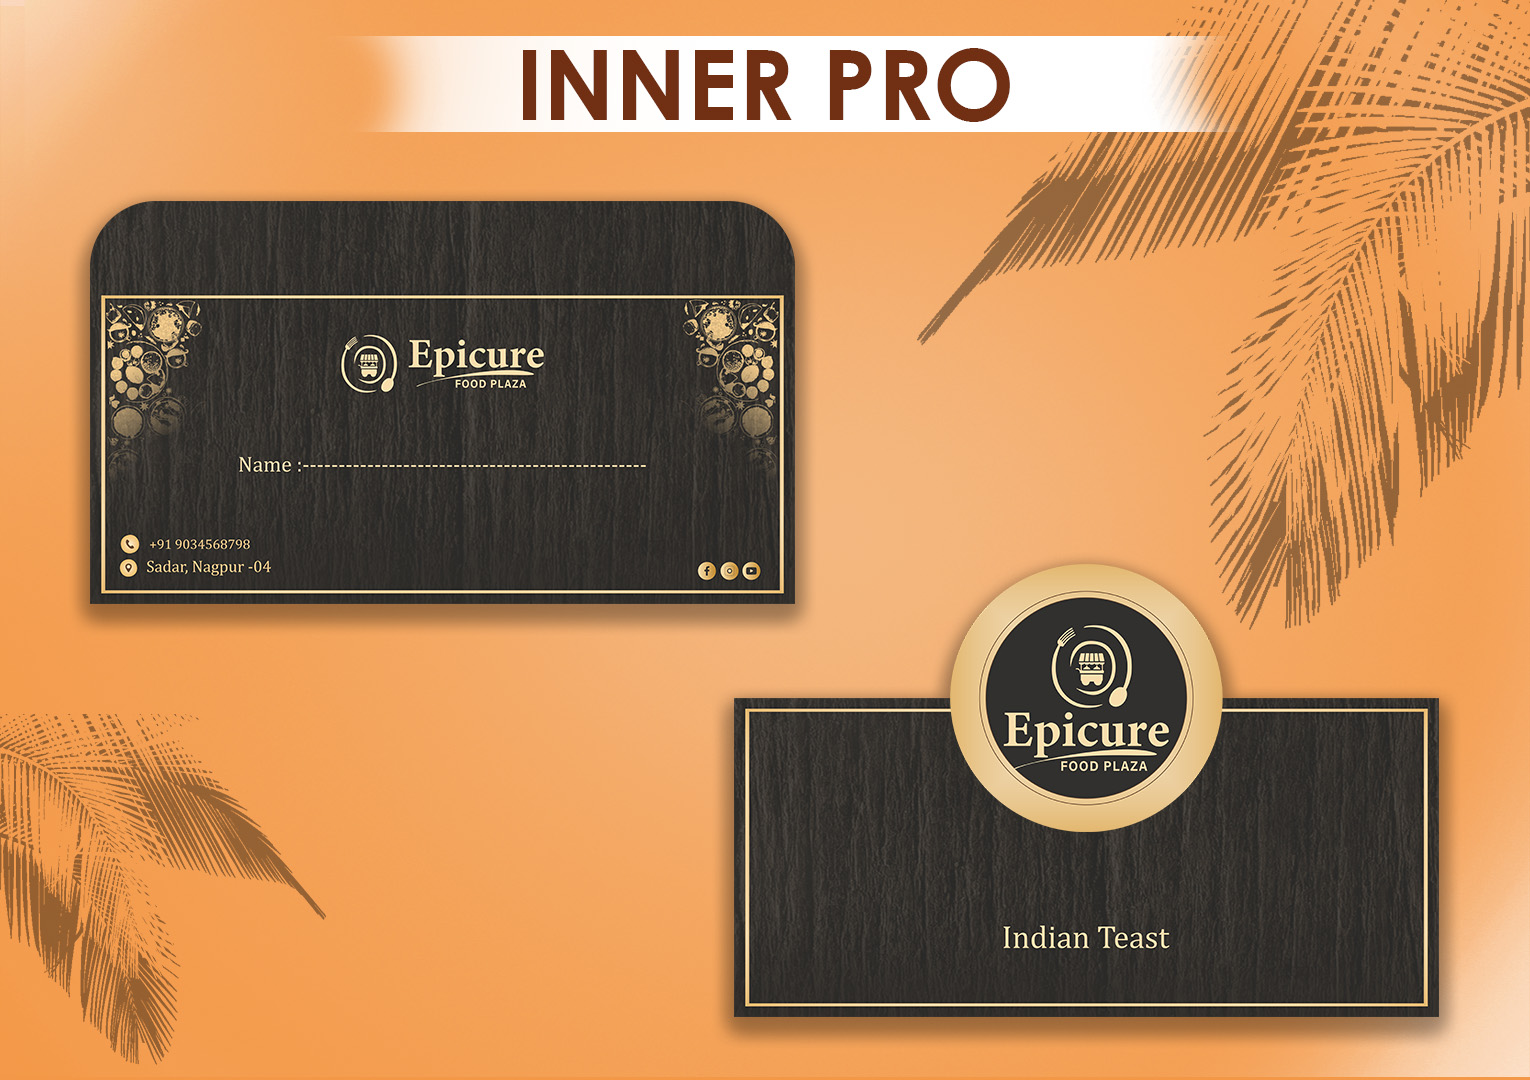 INNER PRO
Epicure
FOOD PLAZA
Name :------------------------------------------------
+91 9034568798
Sadar, Nagpur -04
Epicure
FOOD PLAZA
Indian Teast